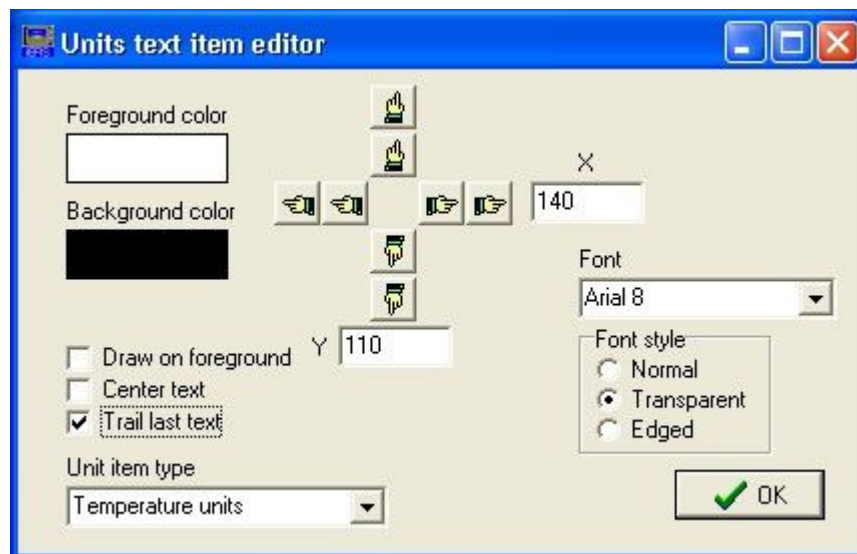 Units text item editor
Foreground color
Background color
X
140
Font
Arial 8
Y 110
Draw on foreground
Center text
Trail last text
Font style
Normal
Transparent
Edged
Unit item type
Temperature units
OK